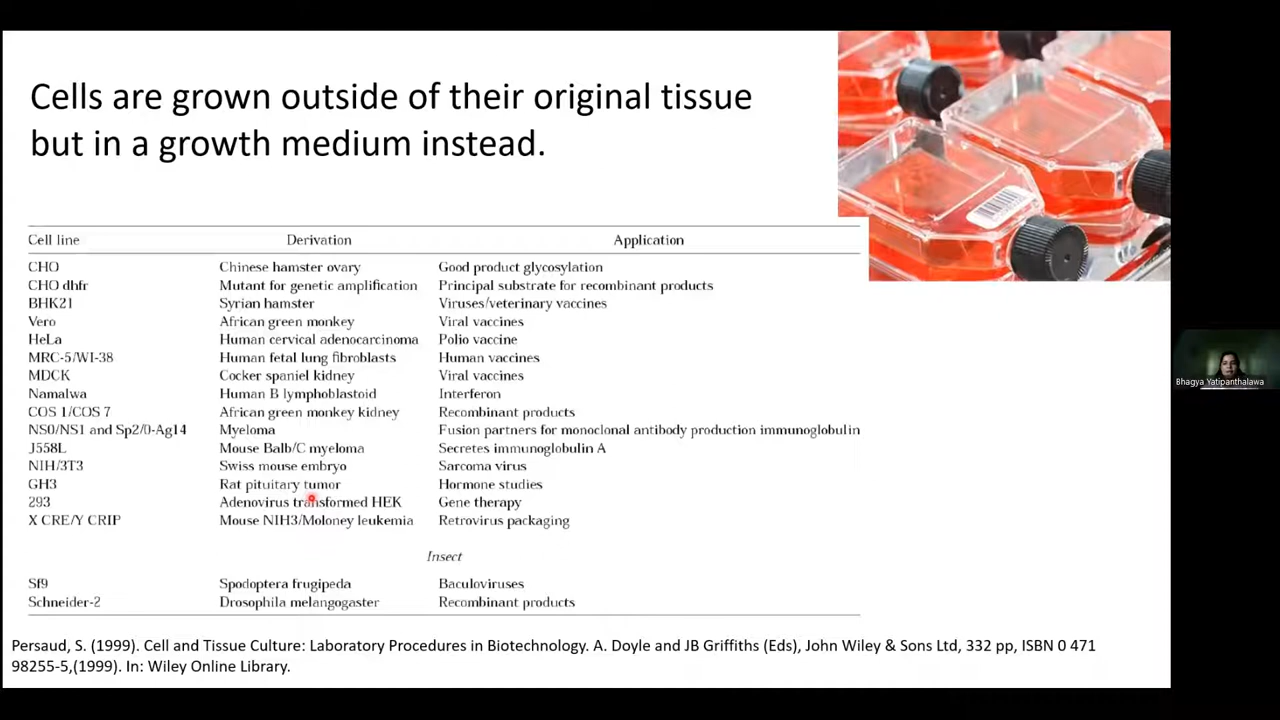 Cells are grown outside of their original tissue
but in a growth medium instead.
Cell line Derivation Application
CHO Chinese hamster ovary Good product glycosylation
CHO dhfr Mutant for genetic amplification Principal substrate for recombinant products
BHK21 Syrian hamster Viruses/veterinary vaccines
Vero African green monkey Viral vaccines
HeLa Human cervical adenocarcinoma Polio vaccine
MRC-5/WI-38 Human fetal lung fibroblasts Human vaccines
MDCK Cocker spaniel kidney Viral vaccines
Namalwa Human B lymphoblastoid Interferon
COS 1/COS 7 African green monkey kidney Recombinant products
NS0/NS1 and Sp2/0-Ag14 Myeloma Fusion partners for monoclonal antibody production immunoglobulin
J558L Mouse Balb/C myeloma Secretes immunoglobulin A
NIH/3T3 Swiss mouse embryo Sarcoma virus
GH3 Rat pituitary tumor Hormone studies
293 Adenovirus transformed HEK Gene therapy
X CRE/Y CRIP Mouse NIH3/Moloney leukemia Retrovirus packaging
Insect
Sf9 Spodoptera frugipeda Baculoviruses
Schneider-2 Drosophila melangogaster Recombinant products
Persaud, S. (1999). Cell and Tissue Culture: Laboratory Procedures in Biotechnology. A. Doyle and JB Griffiths (Eds), John Wiley & Sons Ltd, 332 pp, ISBN 0 471
98255-5,(1999). In: Wiley Online Library.
Bhagya Yatipanthalawa